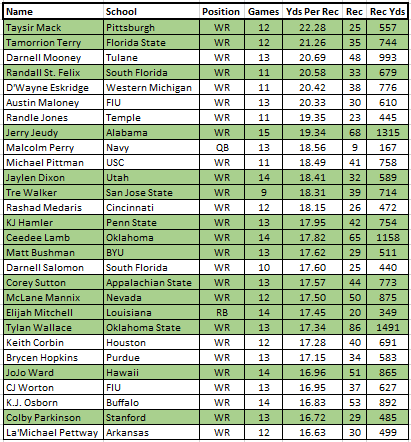 Name School Position Games Yds Per Rec Rec Rec Yds
Taysir Mack Pittsburgh WR 12 22.28 25 557
Tamorrion Terry Florida State WR 12 21.26 35 744
Darnell Mooney Tulane WR 13 20.69 48 993
Randall St. Felix South Florida WR 11 20.58 33 679
D'Wayne Eskridge Western Michigan WR 11 20.42 38 776
Austin Maloney FIU WR 13 20.33 30 610
Randle Jones Temple WR 11 19.35 23 445
Jerry Jeudy Alabama WR 15 19.34 68 1315
Malcolm Perry Navy QB 13 18.56 9 167
Michael Pittman USC WR 11 18.49 41 758
Jaylen Dixon Utah WR 14 18.41 32 589
Tre Walker San Jose State WR 9 18.31 39 714
Rashad Medaris Cincinnati WR 12 18.15 26 472
KJ Hamler Penn State WR 13 17.95 42 754
Ceedee Lamb Oklahoma WR 14 17.82 65 1158
Matt Bushman BYU WR 13 17.62 29 511
Darnell Salomon South Florida WR 10 17.60 25 440
Corey Sutton Appalachian State WR 13 17.57 44 773
McLane Mannix Nevada WR 12 17.50 50 875
Elijah Mitchell Louisiana RB 14 17.45 20 349
Tylan Wallace Oklahoma State WR 13 17.34 86 1491
Keith Corbin Houston WR 12 17.28 40 691
Brycen Hopkins Purdue WR 13 17.15 34 583
JoJo Ward Hawaii WR 14 16.96 51 865
CJ Worton FIU WR 13 16.95 37 627
K.J. Osborn Buffalo WR 14 16.83 53 892
Colby Parkinson Stanford WR 13 16.72 29 485
La'Michael Pettway Arkansas WR 12 16.63 30 499